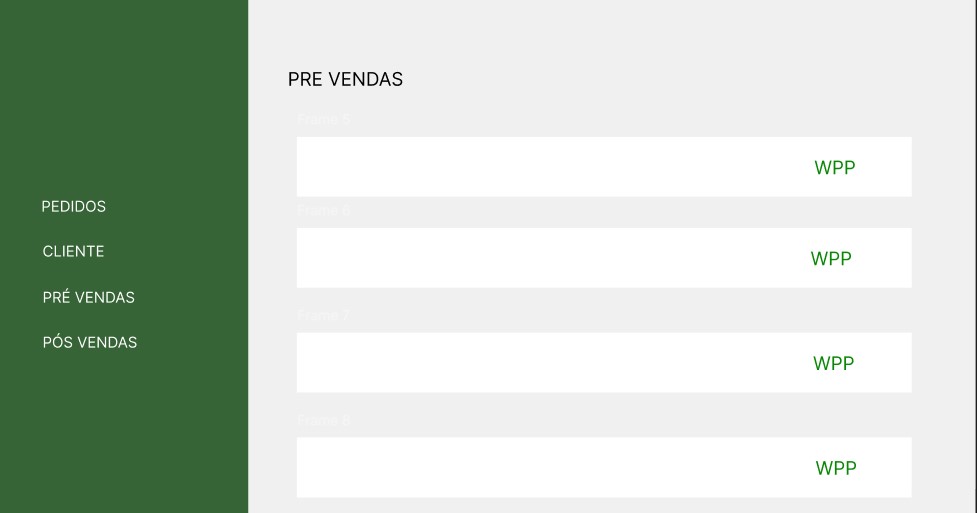 PEDIDOS
CLIENTE
PRÉ VENDAS
PÓS VENDAS
PRE VENDAS
Frame 5
WPP
Frame 6
WPP
Frame 7
WPP
Frame 8
WPP